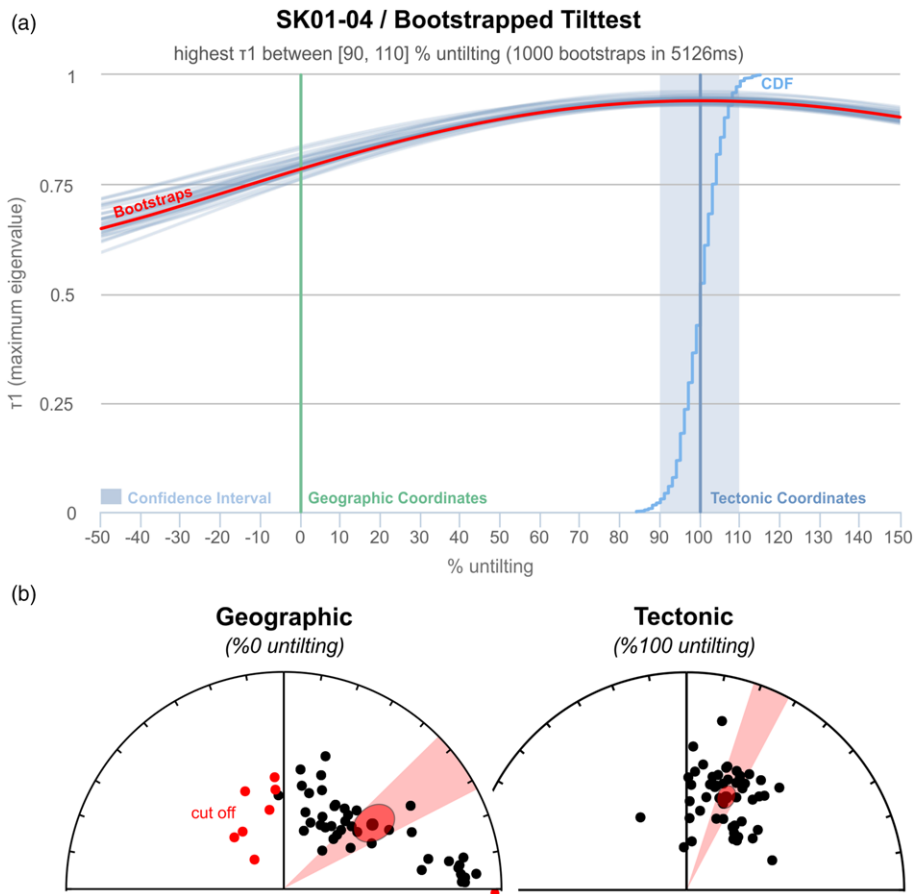 (a)
SK01-04 / Bootstrapped Tilttest
highest τ1 between [90, 110] % untilting (1000 bootstraps in 5126ms)
1
CDF
0.75
Bootstraps
τ1 (maximum eigenvalue)
0.5
0.25
Confidence Interval
Geographic Coordinates
Tectonic Coordinates
0
-50 -40 -30 -20 -10 0 10 20 30 40 50 60 70 80 90 100 110 120 130 140 150
% untilting
(b)
Geographic
(%0 untilting)
Tectonic
(%100 untilting)
cut off